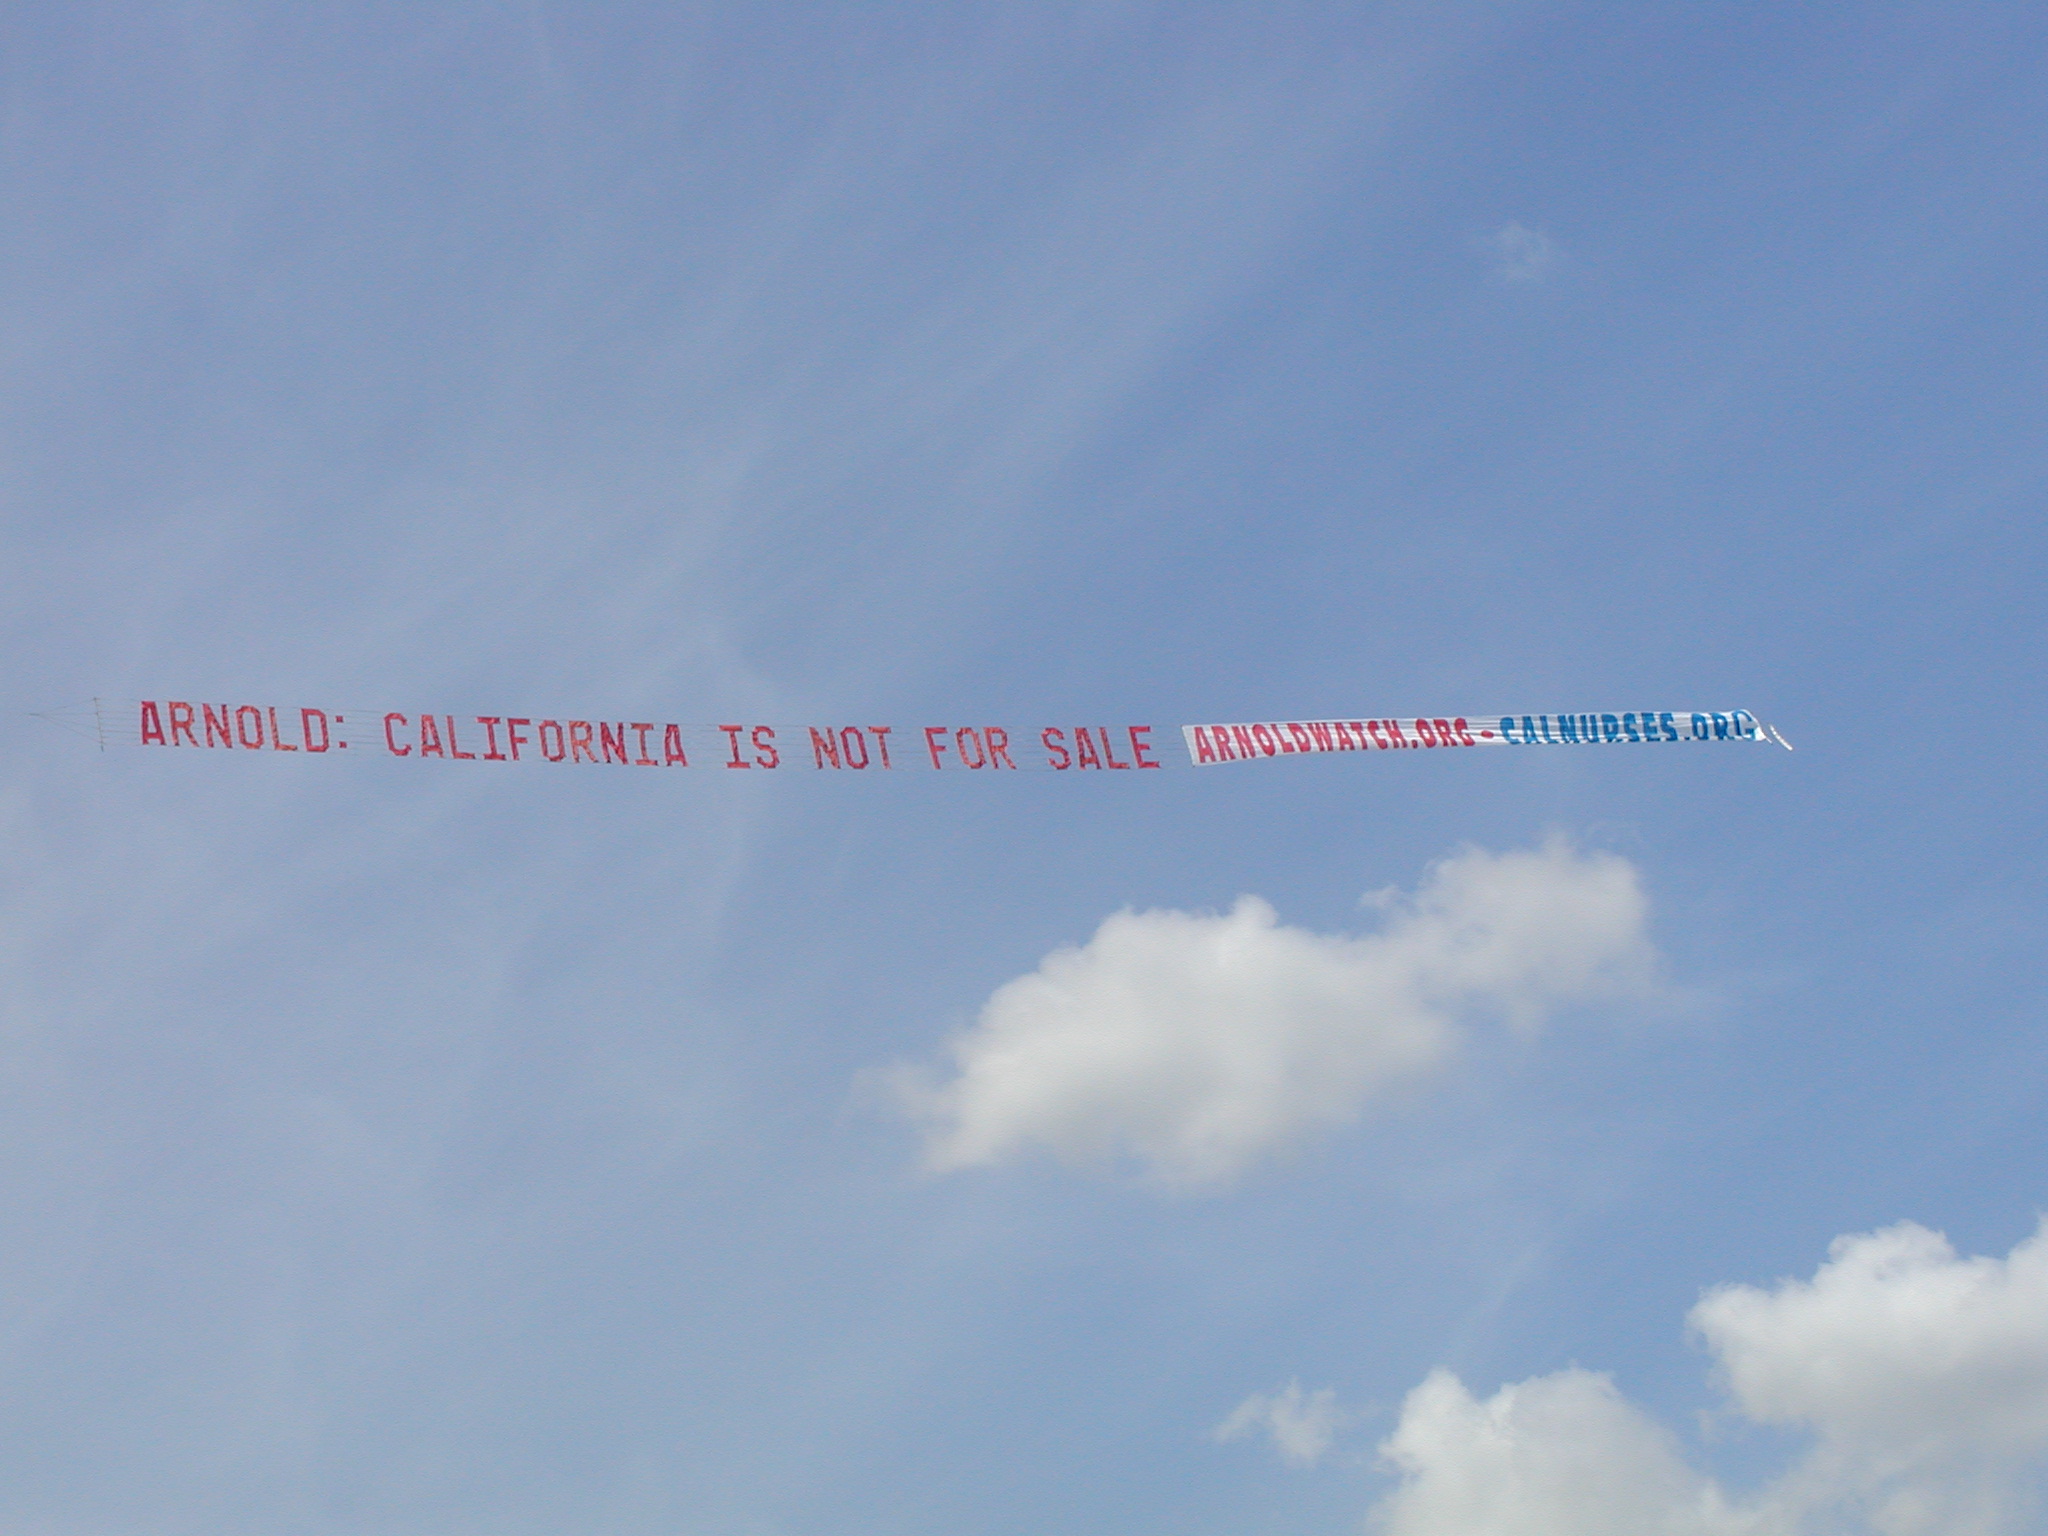 ARNOLD: CALIFORNIA IS NOT FOR SALE ARNOLDWATCH.ORG - CALNURSES.ORG